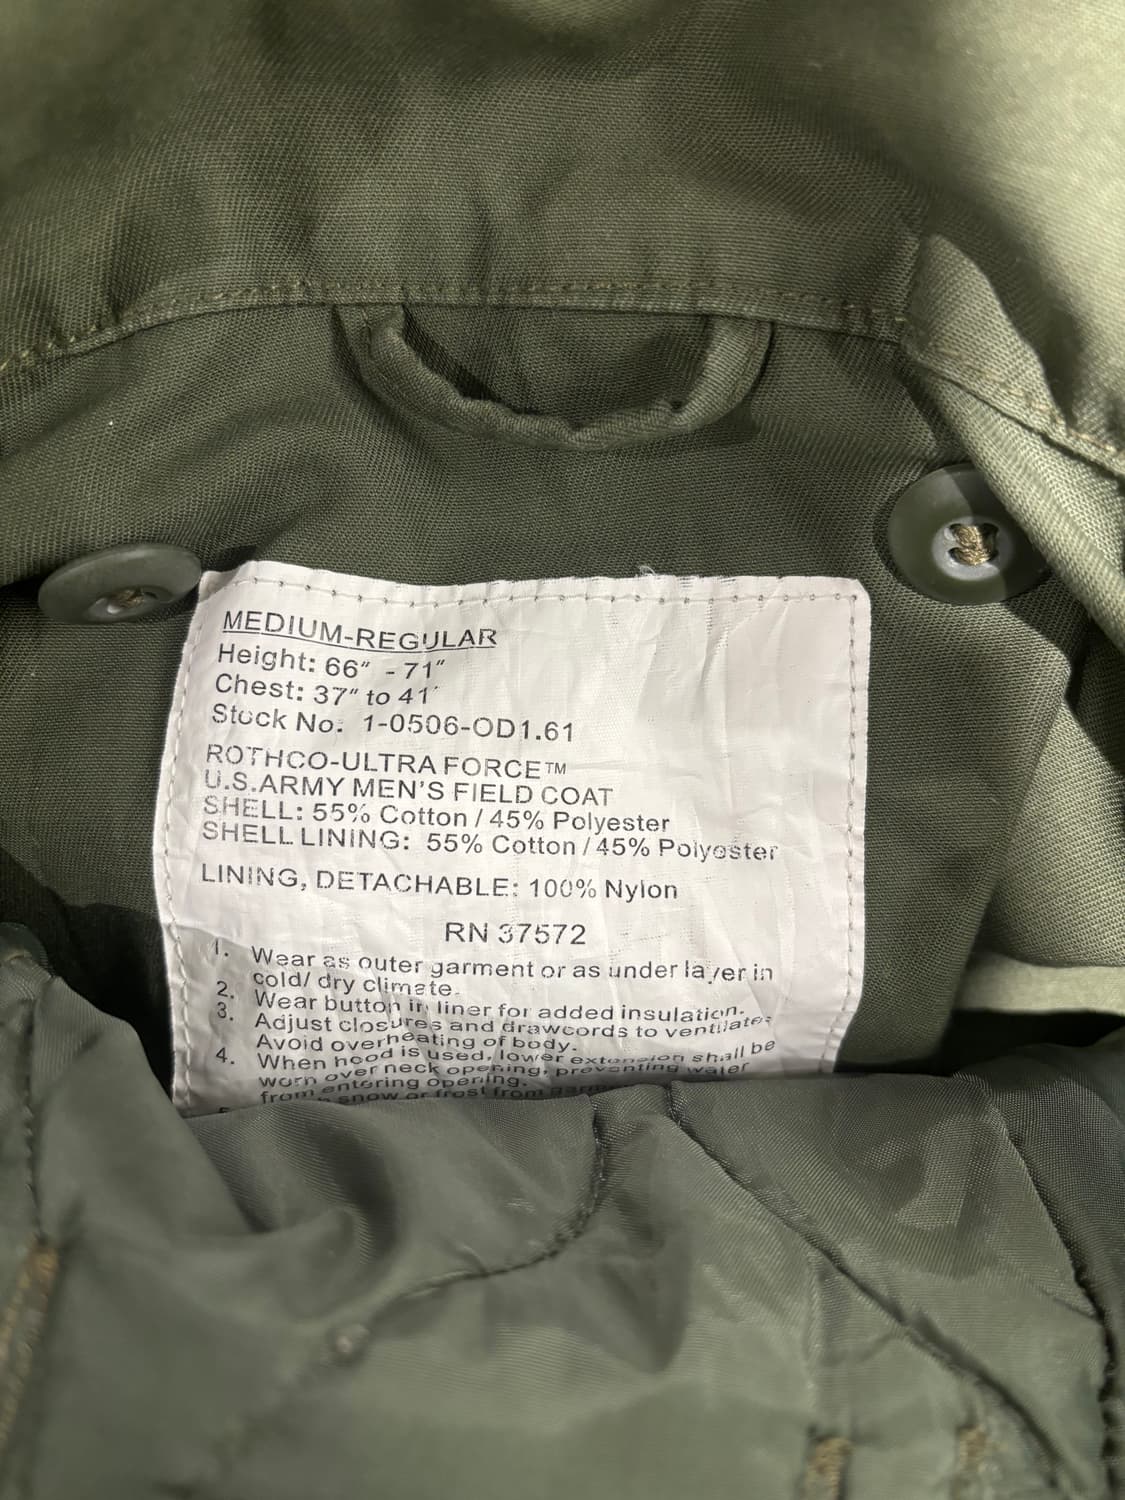 MEDIUM-REGULAR
Height: 66" - 71"
Chest: 37" to 41'
Stock No: 1-0506-OD1.61
ROTHCO-ULTRA FORCE™
U.S.ARMY MEN'S FIELD COAT
SHELL: 55% Cotton / 45% Polyester
SHELL LINING: 55% Cotton / 45% Polyester
LINING, DETACHABLE: 100% Nylon
RN 37572
1. Wear as outer garment or as under layer in
cold/ dry climate.
2. Wear button in liner for added insulation.
3. Adjust closures and drawcords to ventilate.
Avoid overheating of body.
4. When hood is used, lower extension shall be
worn over neck opening, preventing water
from entering opening.
snow or frost from